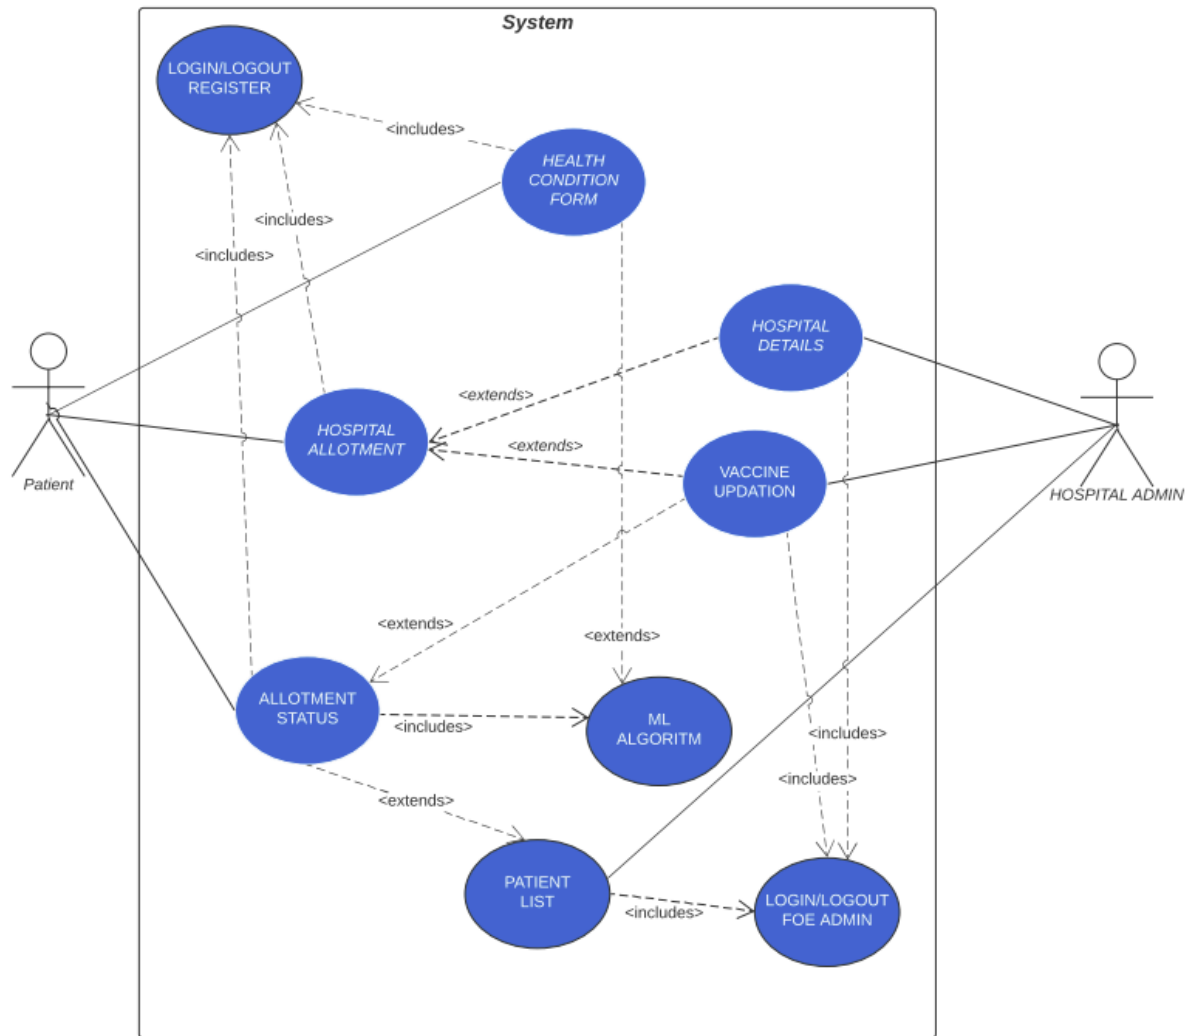 System
LOGIN/LOGOUT
REGISTER
<includes>
HEALTH
CONDITION
FORM
<includes>
<includes>
HOSPITAL
DETAILS
<extends>
HOSPITAL
ALLOTMENT
<extends>
VACCINE
UPDATION
Patient
HOSPITAL ADMIN
<extends>
<extends>
ALLOTMENT
STATUS
<includes>
ML
ALGORITM
<includes>
<includes>
<extends>
PATIENT
LIST
<includes>
LOGIN/LOGOUT
FOE ADMIN